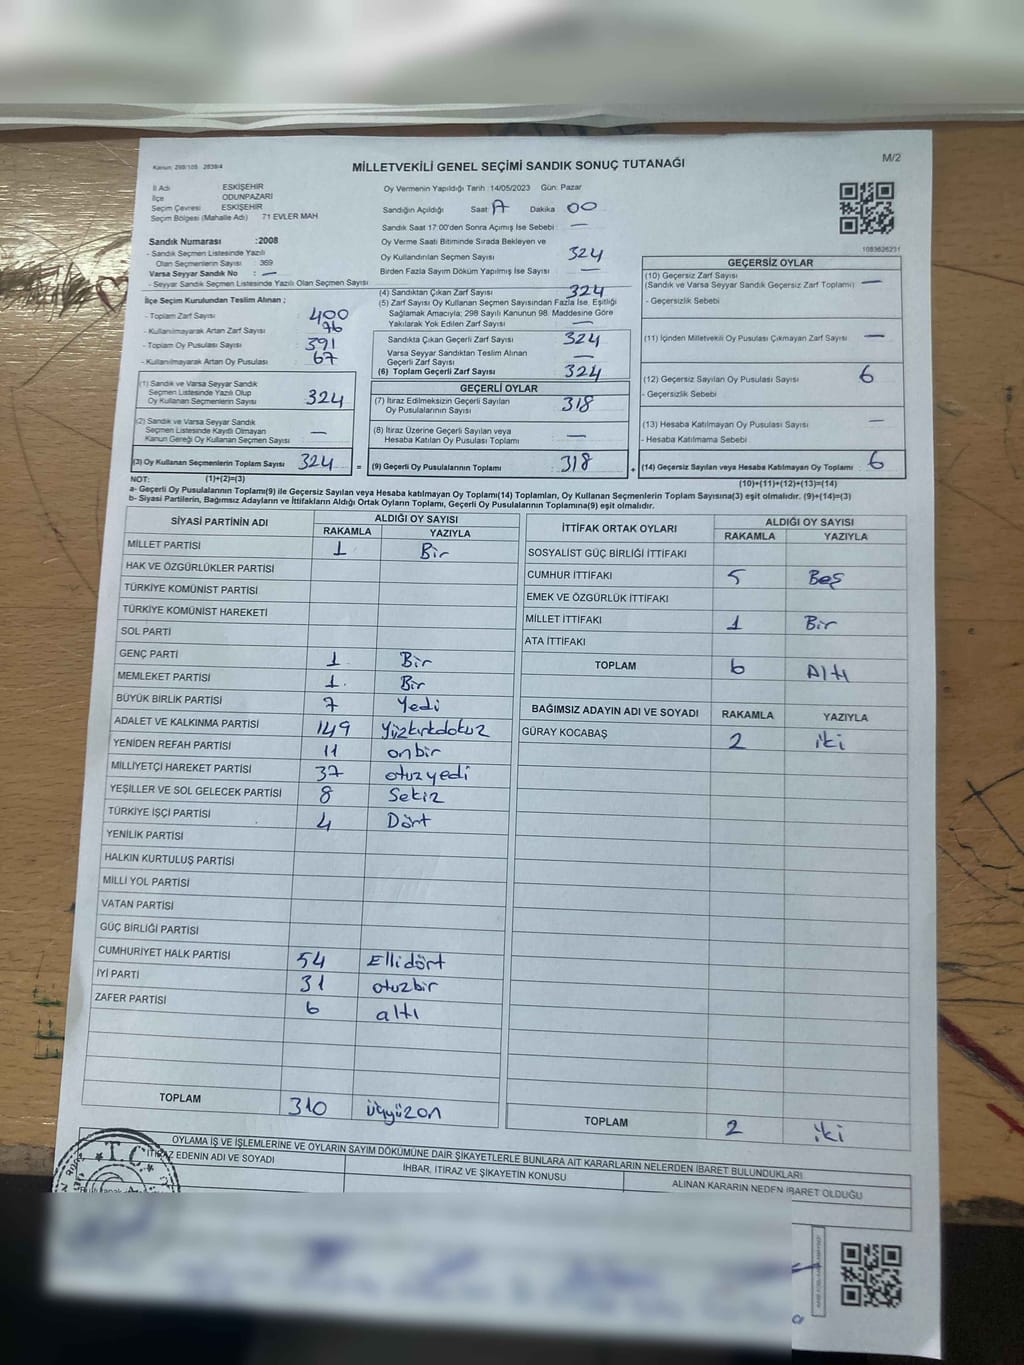 Kanun: 298/105 2839/4
MİLLETVEKİLİ GENEL SEÇİMİ SANDIK SONUÇ TUTANAĞI
M/2
İl Adı ESKİŞEHİR
İlçe ODUNPAZARI
Seçim Çevresi ESKİŞEHİR
Seçim Bölgesi (Mahalle Adı) 71 EVLER MAH
Sandık Numarası :2008
- Sandık Seçmen Listesinde Yazılı
Olan Seçmenlerin Sayısı 369
Varsa Seyyar Sandık No : —
- Seyyar Sandık Seçmen Listesinde Yazılı Olan Seçmen Sayısı
İlçe Seçim Kurulundan Teslim Alınan ;
- Toplam Zarf Sayısı 400
- Kullanılmayarak Artan Zarf Sayısı 76
- Toplam Oy Pusulası 391
- Kullanılmayarak Artan Oy Pusulası 67
(1) Sandık ve Varsa Seyyar Sandık
Seçmen Listesinde Yazılı Olup
Oy Kullanan Seçmenlerin Sayısı 324
(2) Sandık ve Varsa Seyyar Sandık
Seçmen Listesinde Kayıtlı Olmayan
Kanun Gereği Oy Kullanan Seçmen Sayısı —
(3) Oy Kullanan Seçmenlerin Toplam Sayısı 324
Oy Vermenin Yapıldığı Tarih :14/05/2023 Gün: Pazar
Sandığın Açıldığı Saat A Dakika 00
Sandık Saat 17:00'den Sonra Açılmış İse Sebebi : —
Oy Verme Saati Bitiminde Sırada Bekleyen ve
Oy Kullandırılan Seçmen Sayısı 324
Birden Fazla Sayım Döküm Yapılmış İse Sayısı —
(4) Sandıktan Çıkan Zarf Sayısı 324
(5) Zarf Sayısı Oy Kullanan Seçmen Sayısından Fazla İse, Eşitliği
Sağlamak Amacıyla; 298 Sayılı Kanunun 98. Maddesine Göre
Yakılarak Yok Edilen Zarf Sayısı —
Sandıkta Çıkan Geçerli Zarf Sayısı 324
Varsa Seyyar Sandıktan Teslim Alınan
Geçerli Zarf Sayısı —
(6) Toplam Geçerli Zarf Sayısı 324
GEÇERLİ OYLAR
(7) İtiraz Edilmeksizin Geçerli Sayılan
Oy Pusulalarının Sayısı 318
(8) İtiraz Üzerine Geçerli Sayılan veya
Hesaba Katılan Oy Pusulası Toplamı —
= (9) Geçerli Oy Pusulalarının Toplamı 318
1083626231
GEÇERSİZ OYLAR
(10) Geçersiz Zarf Sayısı
(Sandık ve Varsa Seyyar Sandık Geçersiz Zarf Toplamı) —
- Geçersizlik Sebebi
(11) İçinden Milletvekili Oy Pusulası Çıkmayan Zarf Sayısı —
(12) Geçersiz Sayılan Oy Pusulası Sayısı 6
- Geçersizlik Sebebi
(13) Hesaba Katılmayan Oy Pusulası Sayısı —
- Hesaba Katılmama Sebebi
+ (14) Geçersiz Sayılan veya Hesaba Katılmayan Oy Toplamı 6
NOT: (1)+(2)=(3)
(10)+(11)+(12)+(13)=(14)
a- Geçerli Oy Pusulalarının Toplamı(9) ile Geçersiz Sayılan veya Hesaba katılmayan Oy Toplamı(14) Toplamları, Oy Kullanan Seçmenlerin Toplam Sayısına(3) eşit olmalıdır. (9)+(14)=(3)
b- Siyasi Partilerin, Bağımsız Adayların ve İttifakların Aldığı Ortak Oyların Toplamı, Geçerli Oy Pusulalarının Toplamına(9) eşit olmalıdır.
SİYASİ PARTİNİN ADI
ALDIĞI OY SAYISI
RAKAMLA YAZIYLA
MİLLET PARTİSİ 1 Bir
HAK VE ÖZGÜRLÜKLER PARTİSİ
TÜRKİYE KOMÜNİST PARTİSİ
TÜRKİYE KOMÜNİST HAREKETİ
SOL PARTİ
GENÇ PARTİ 1 Bir
MEMLEKET PARTİSİ 1. Bir
BÜYÜK BİRLİK PARTİSİ 7 Yedi
ADALET VE KALKINMA PARTİSİ 149 Yüzkırkdokuz
YENİDEN REFAH PARTİSİ 11 onbir
MİLLİYETÇİ HAREKET PARTİSİ 37 otuzyedi
YEŞİLLER VE SOL GELECEK PARTİSİ 8 Sekiz
TÜRKİYE İŞÇİ PARTİSİ 4 Dört
YENİLİK PARTİSİ
HALKIN KURTULUŞ PARTİSİ
MİLLİ YOL PARTİSİ
VATAN PARTİSİ
GÜÇ BİRLİĞİ PARTİSİ
CUMHURİYET HALK PARTİSİ 54 Ellidört
İYİ PARTİ 31 otuzbir
ZAFER PARTİSİ 6 altı
TOPLAM 310 üçyüzon
İTTİFAK ORTAK OYLARI
ALDIĞI OY SAYISI
RAKAMLA YAZIYLA
SOSYALİST GÜÇ BİRLİĞİ İTTİFAKI
CUMHUR İTTİFAKI 5 Beş
EMEK VE ÖZGÜRLÜK İTTİFAKI
MİLLET İTTİFAKI 1 Bir
ATA İTTİFAKI
TOPLAM 6 Altı
BAĞIMSIZ ADAYIN ADI VE SOYADI RAKAMLA YAZIYLA
GÜRAY KOCABAŞ 2 iki
TOPLAM 2 iki
OYLAMA İŞ VE İŞLEMLERİNE VE OYLARIN SAYIM DÖKÜMÜNE DAİR ŞİKAYETLERLE BUNLARA AİT KARARLARIN NELERDEN İBARET BULUNDUKLARI
İTİRAZ EDENİN ADI VE SOYADI
İHBAR, İTİRAZ VE ŞİKAYETİN KONUSU
ALINAN KARARIN NEDEN İBARET OLDUĞU
T.C.